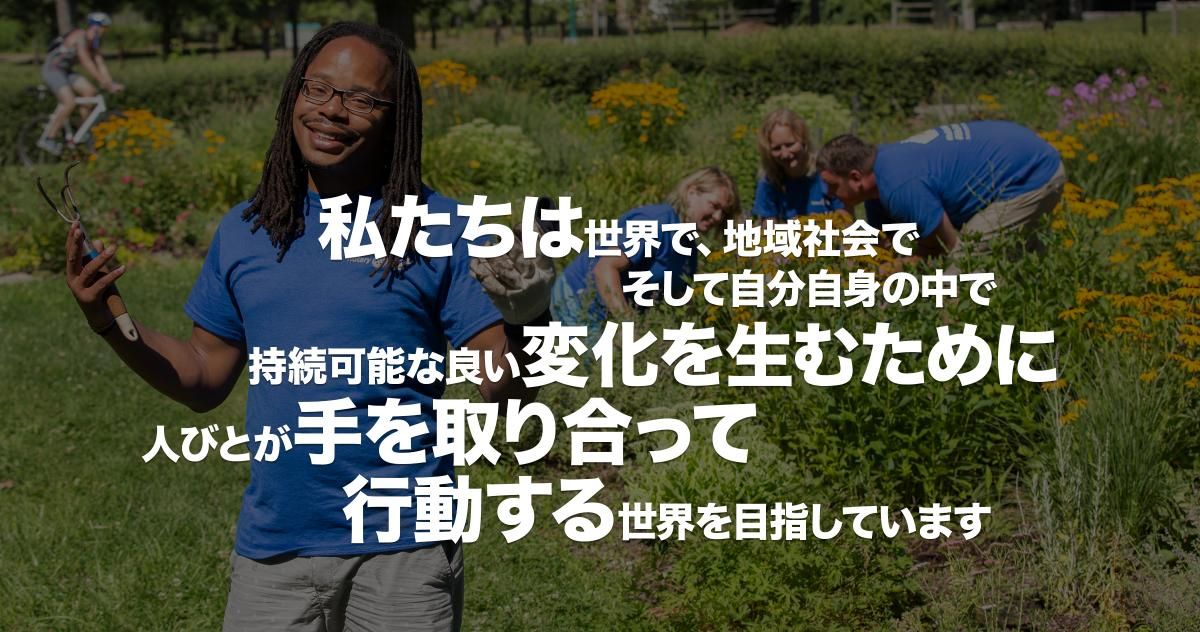 私たちは世界で、地域社会で
そして自分自身の中で
持続可能な良い変化を生むために
人びとが手を取り合って
行動する世界を目指しています